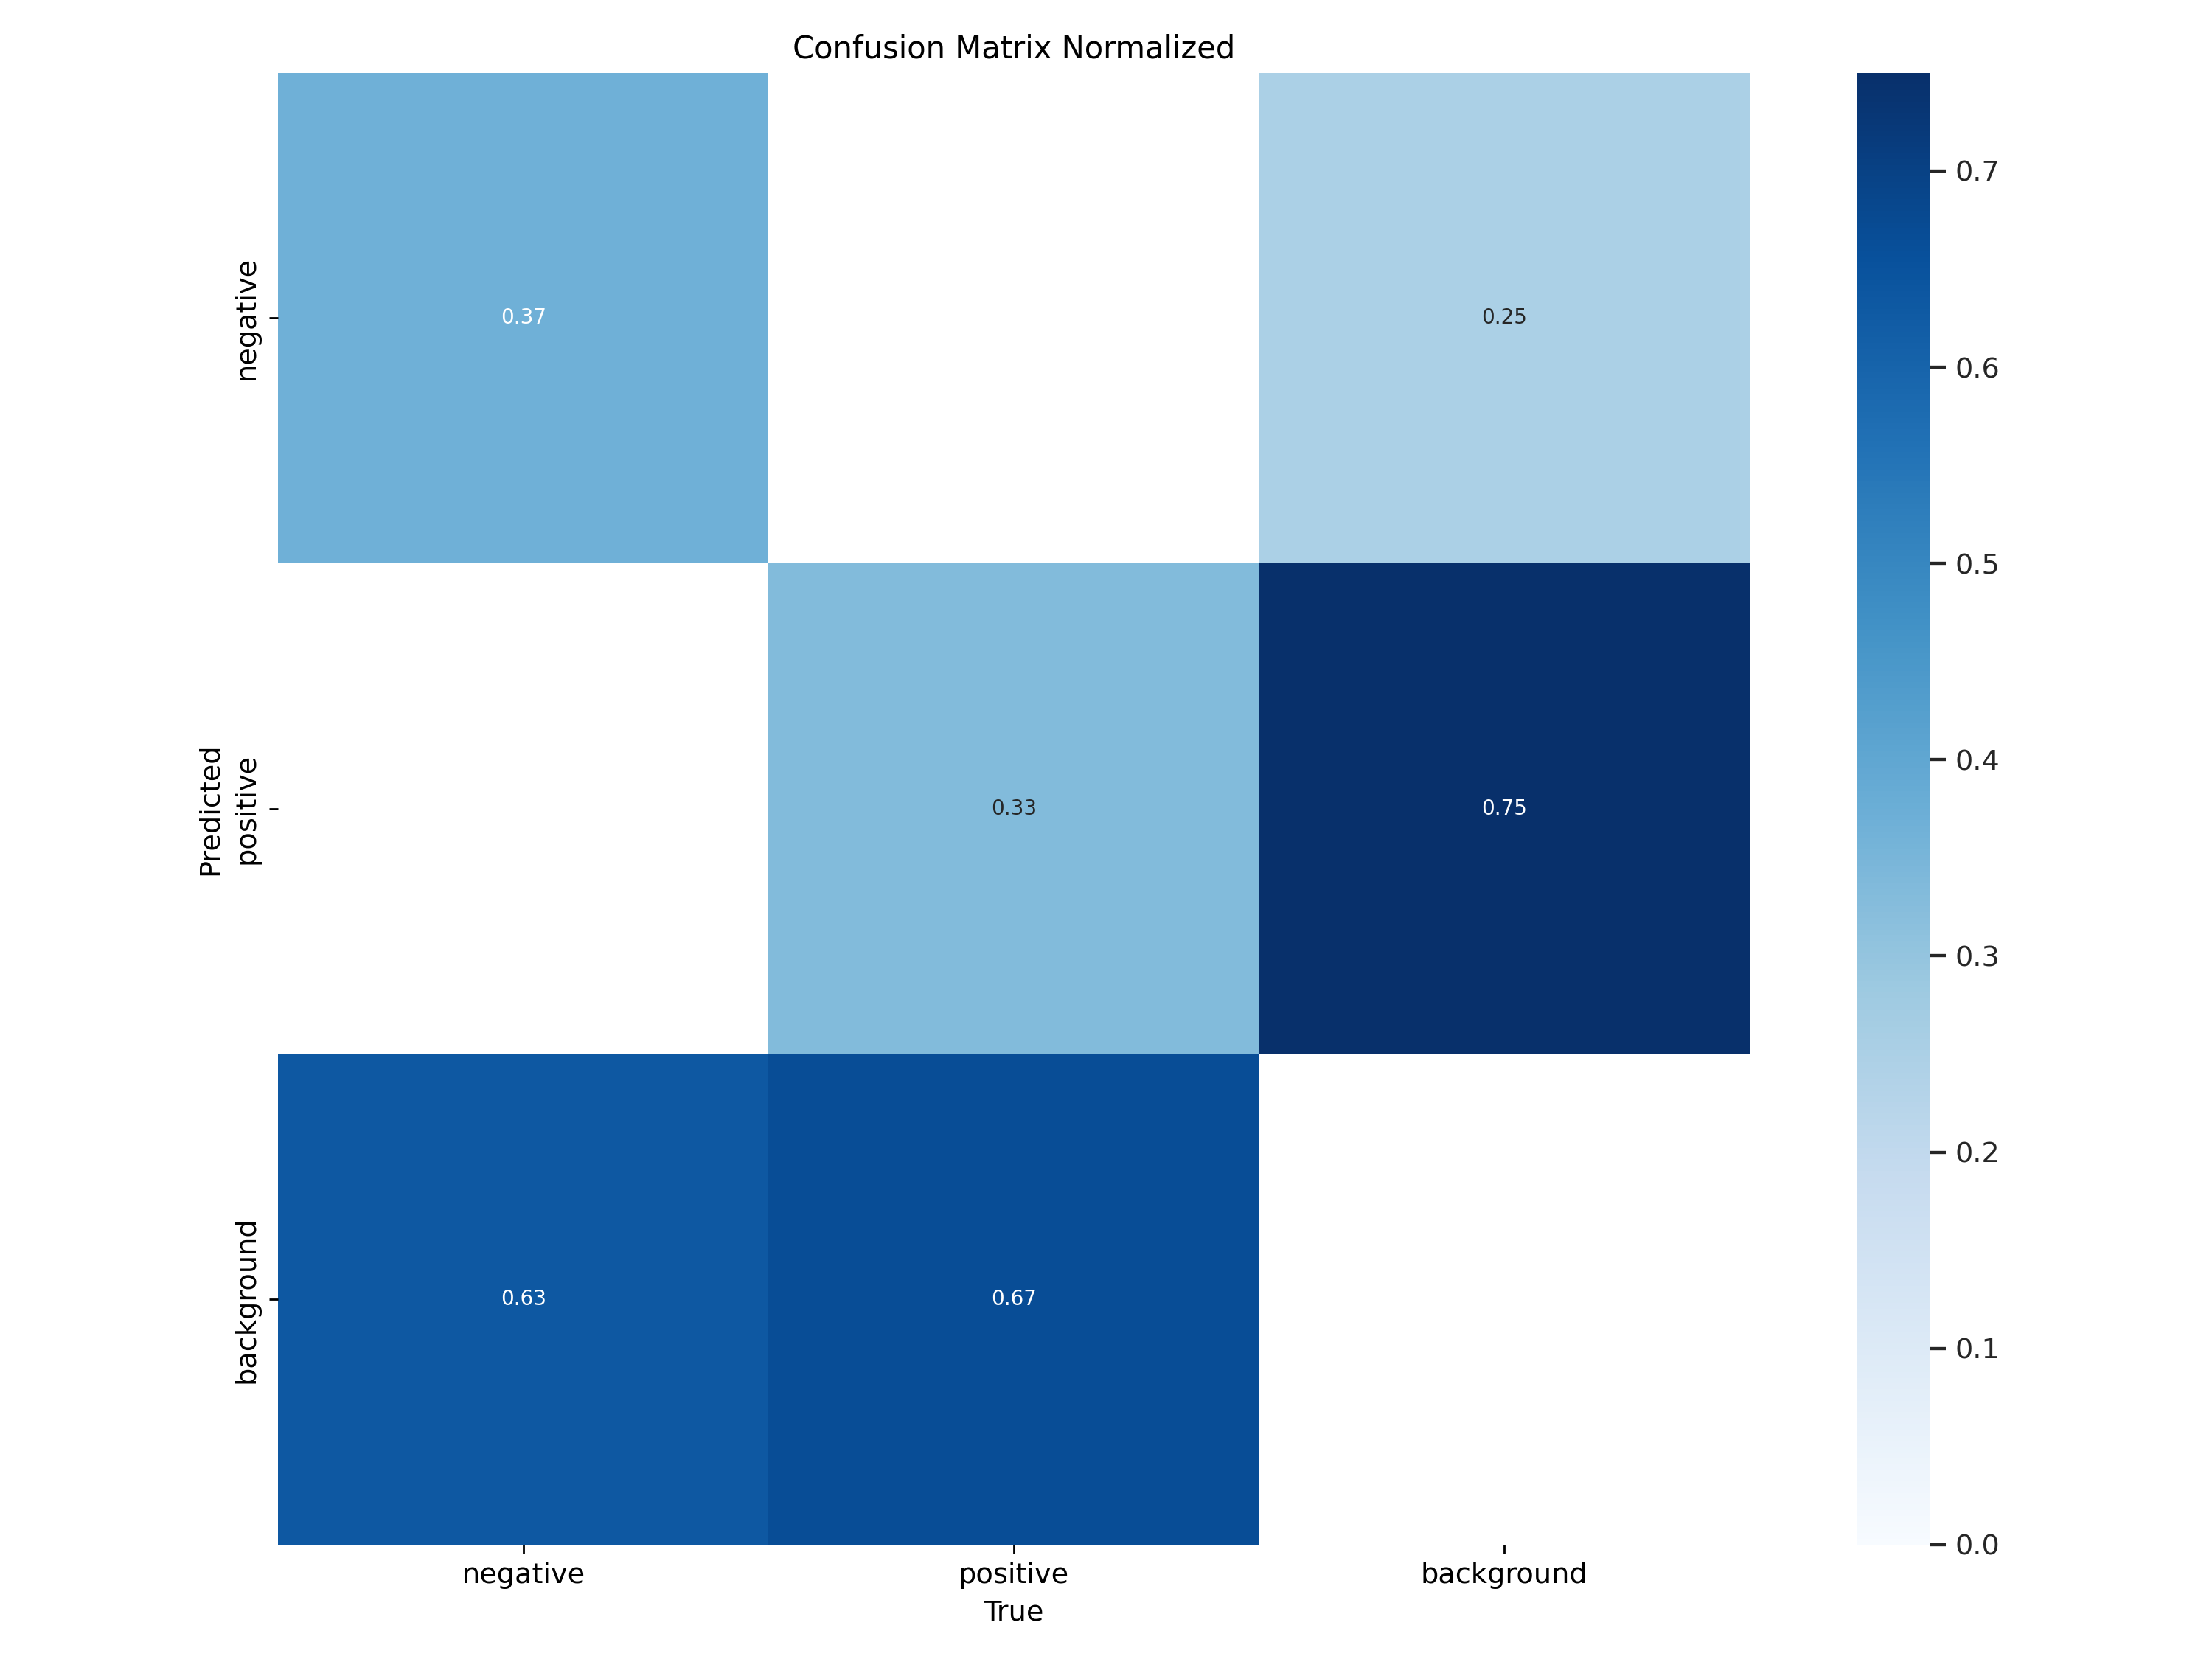 Confusion Matrix Normalized
negative
0.37
0.25
0.7
0.6
0.5
Predicted
positive
0.33
0.75
0.4
0.3
background
0.63
0.67
0.2
0.1
0.0
negative
positive
background
True